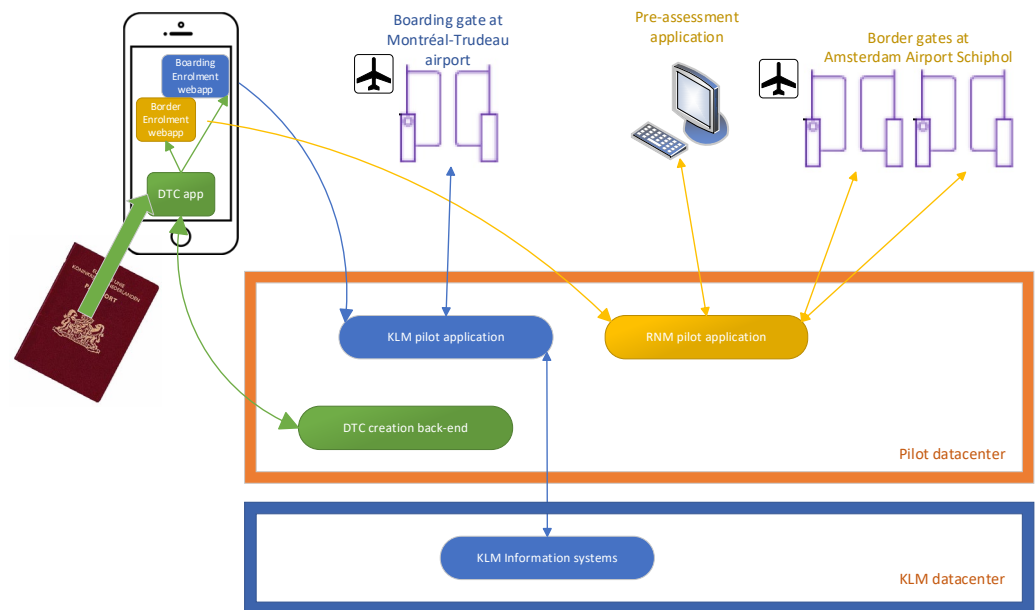 Boarding gate at
Montréal-Trudeau
airport
Pre-assessment
application
Border gates at
Amsterdam Airport Schiphol
Boarding
Enrolment
webapp
Border
Enrolment
webapp
DTC app
KLM pilot application
RNM pilot application
DTC creation back-end
Pilot datacenter
KLM Information systems
KLM datacenter